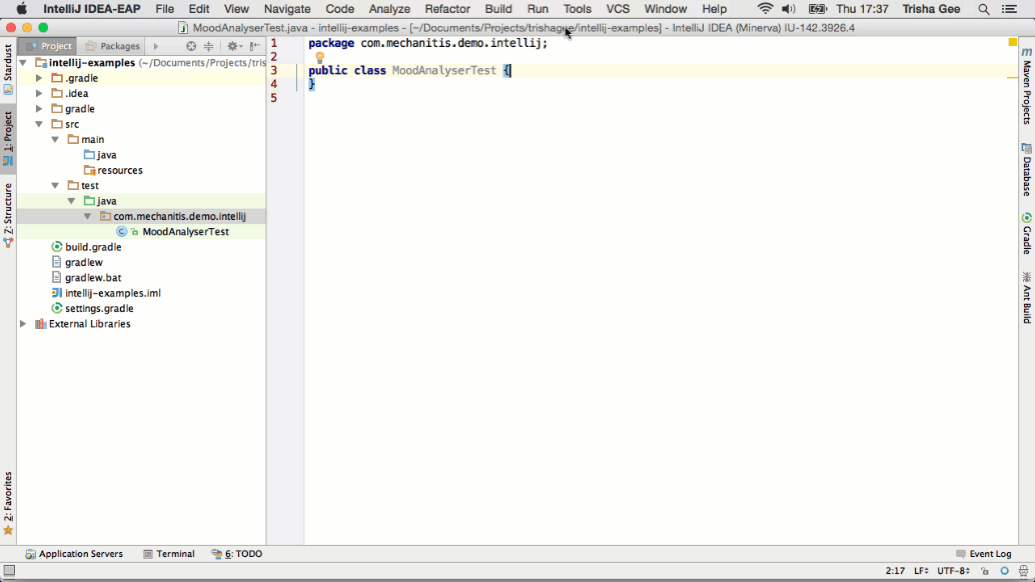 IntelliJ IDEA-EAP File Edit View Navigate Code Analyze Refactor Build Run Tools VCS Window Help Thu 17:37 Trisha Gee
MoodAnalyserTest.java - intellij-examples - [~/Documents/Projects/trishagee/intellij-examples] - IntelliJ IDEA (Minerva) IU-142.3926.4
Stardust
1: Project
7: Structure
2: Favorites
Project Packages
intellij-examples (~/Documents/Projects/tris
.gradle
.idea
gradle
src
main
java
resources
test
java
com.mechanitis.demo.intellij
MoodAnalyserTest
build.gradle
gradlew
gradlew.bat
intellij-examples.iml
settings.gradle
External Libraries
1 package com.mechanitis.demo.intellij;
2
3 public class MoodAnalyserTest {
4 }
5
Maven Projects
Database
Gradle
Ant Build
Application Servers Terminal 6: TODO Event Log
2:17 LF UTF-8